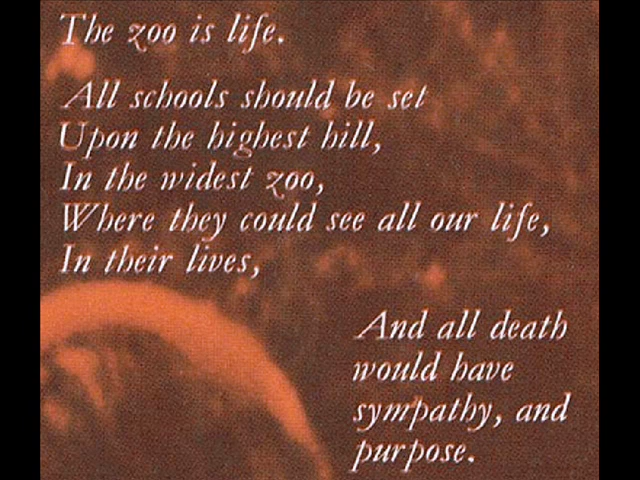 The zoo is life.
All schools should be set
Upon the highest hill,
In the widest zoo,
Where they could see all our life,
In their lives,
And all death
would have
sympathy, and
purpose.